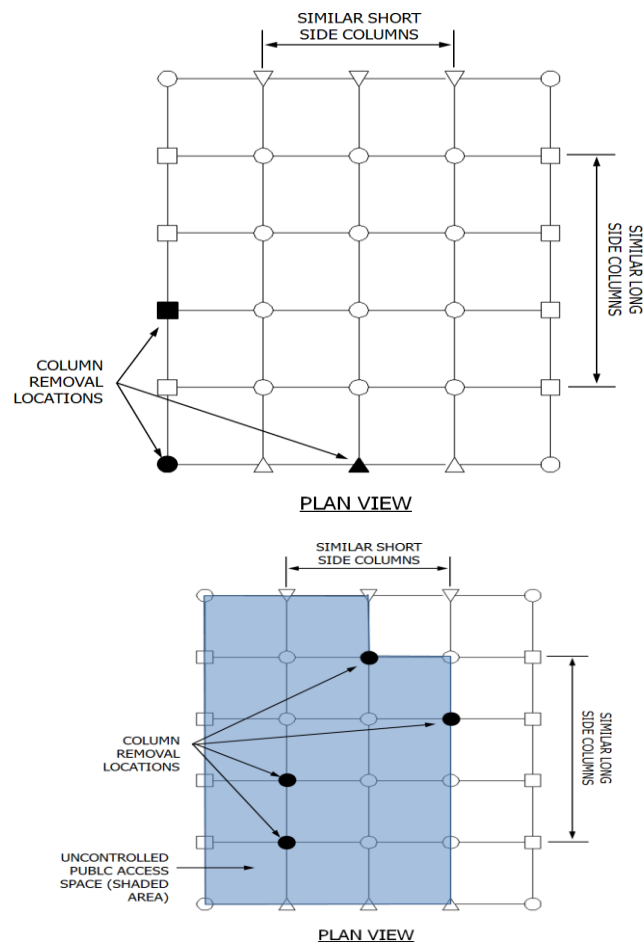 SIMILAR SHORT
SIDE COLUMNS
SIMILAR LONG
SIDE COLUMNS
COLUMN
REMOVAL
LOCATIONS
PLAN VIEW
SIMILAR SHORT
SIDE COLUMNS
SIMILAR LONG
SIDE COLUMNS
COLUMN
REMOVAL
LOCATIONS
UNCONTROLLED
PUBLC ACCESS
SPACE (SHADED
AREA)
PLAN VIEW